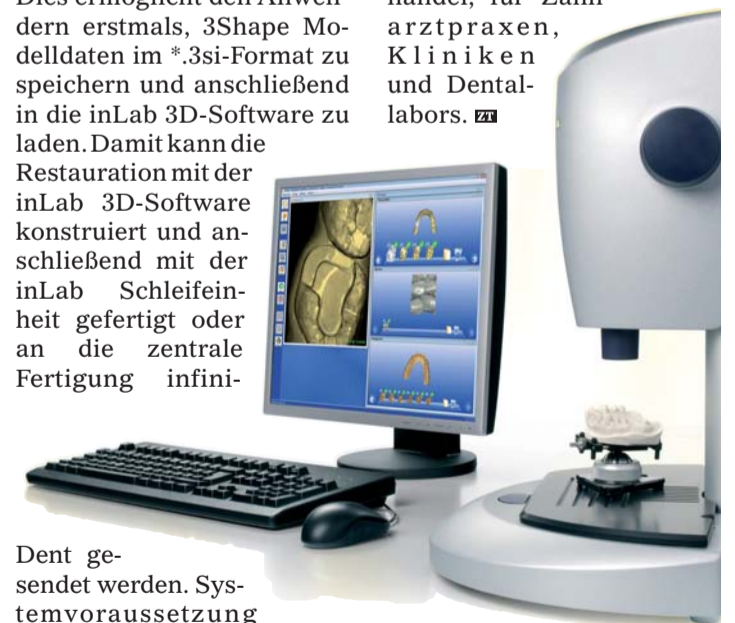 Dies ermöglicht den Anwen-
dern erstmals, 3Shape Mo-
delldaten im *.3si-Format zu
speichern und anschließend
in die inLab 3D-Software zu
laden. Damit kann die
Restauration mit der
inLab 3D-Software
konstruiert und an-
schließend mit der
inLab Schleifein-
heit gefertigt oder
an die zentrale
Fertigung infini-
Dent ge-
sendet werden. Sys-
temvoraussetzung
handel, für Zahn-
arztpraxen,
Kliniken
und Dental-
labors. ZT